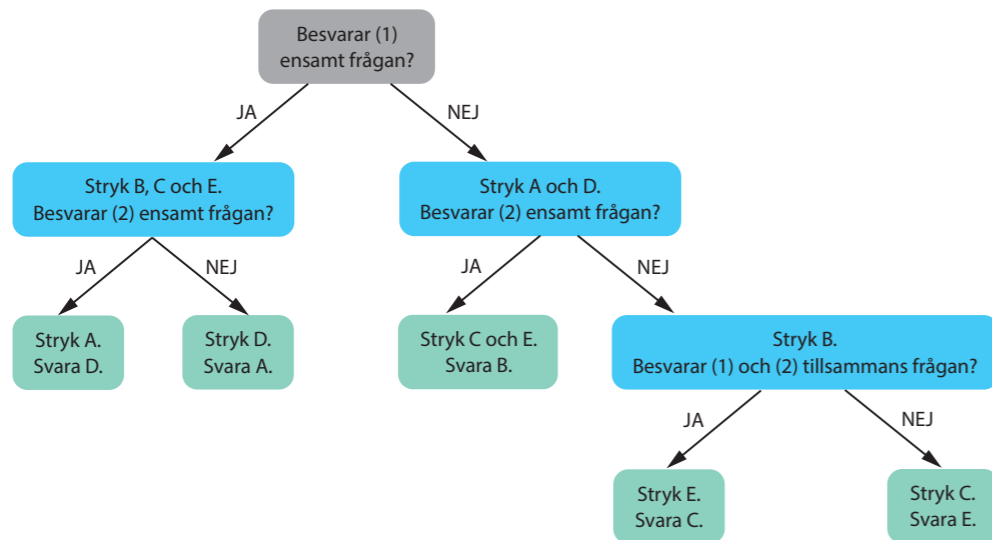 Besvarar (1)
ensamt frågan?
JA
NEJ
Stryk B, C och E.
Besvarar (2) ensamt frågan?
Stryk A och D.
Besvarar (2) ensamt frågan?
JA
NEJ
JA
NEJ
Stryk A.
Svara D.
Stryk D.
Svara A.
Stryk C och E.
Svara B.
Stryk B.
Besvarar (1) och (2) tillsammans frågan?
JA
NEJ
Stryk E.
Svara C.
Stryk C.
Svara E.